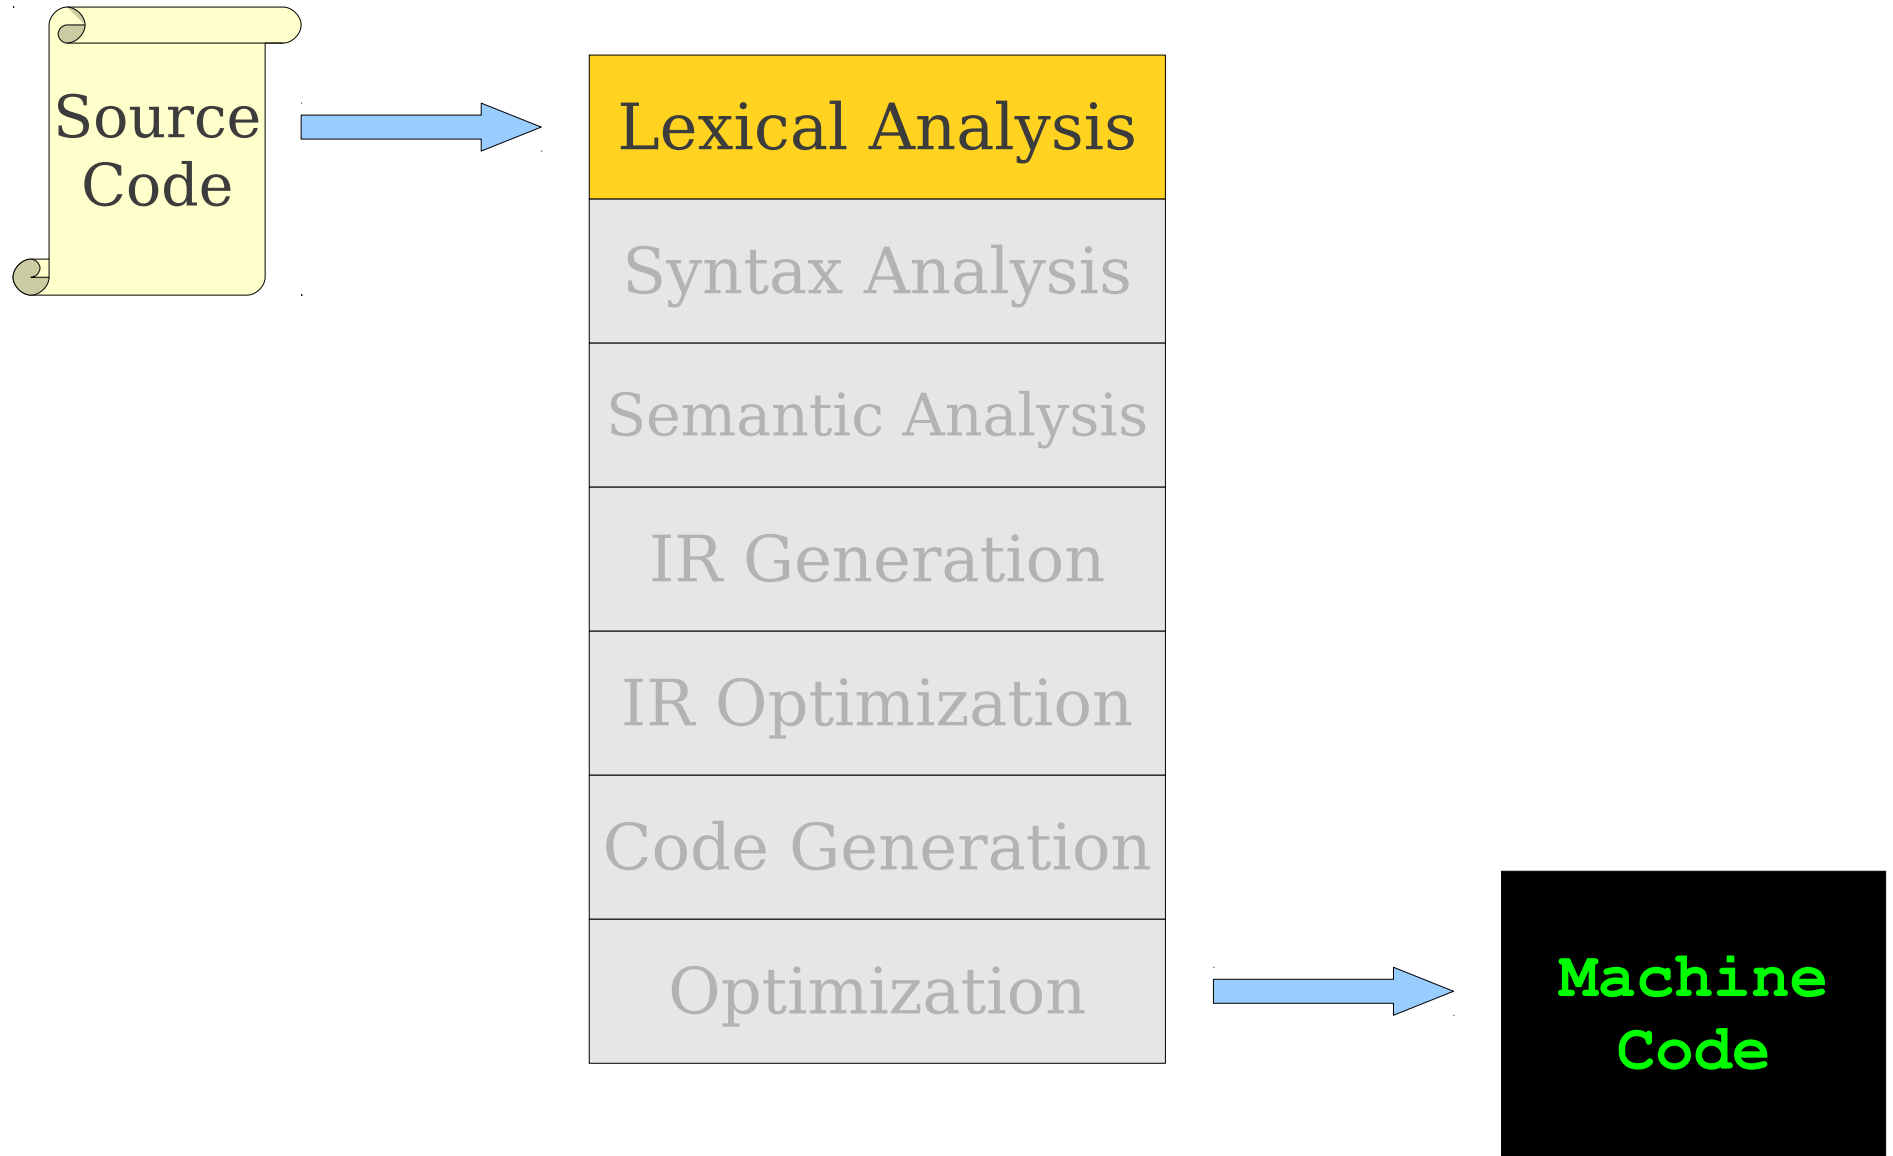 Source
Code
Lexical Analysis
Syntax Analysis
Semantic Analysis
IR Generation
IR Optimization
Code Generation
Optimization
Machine
Code